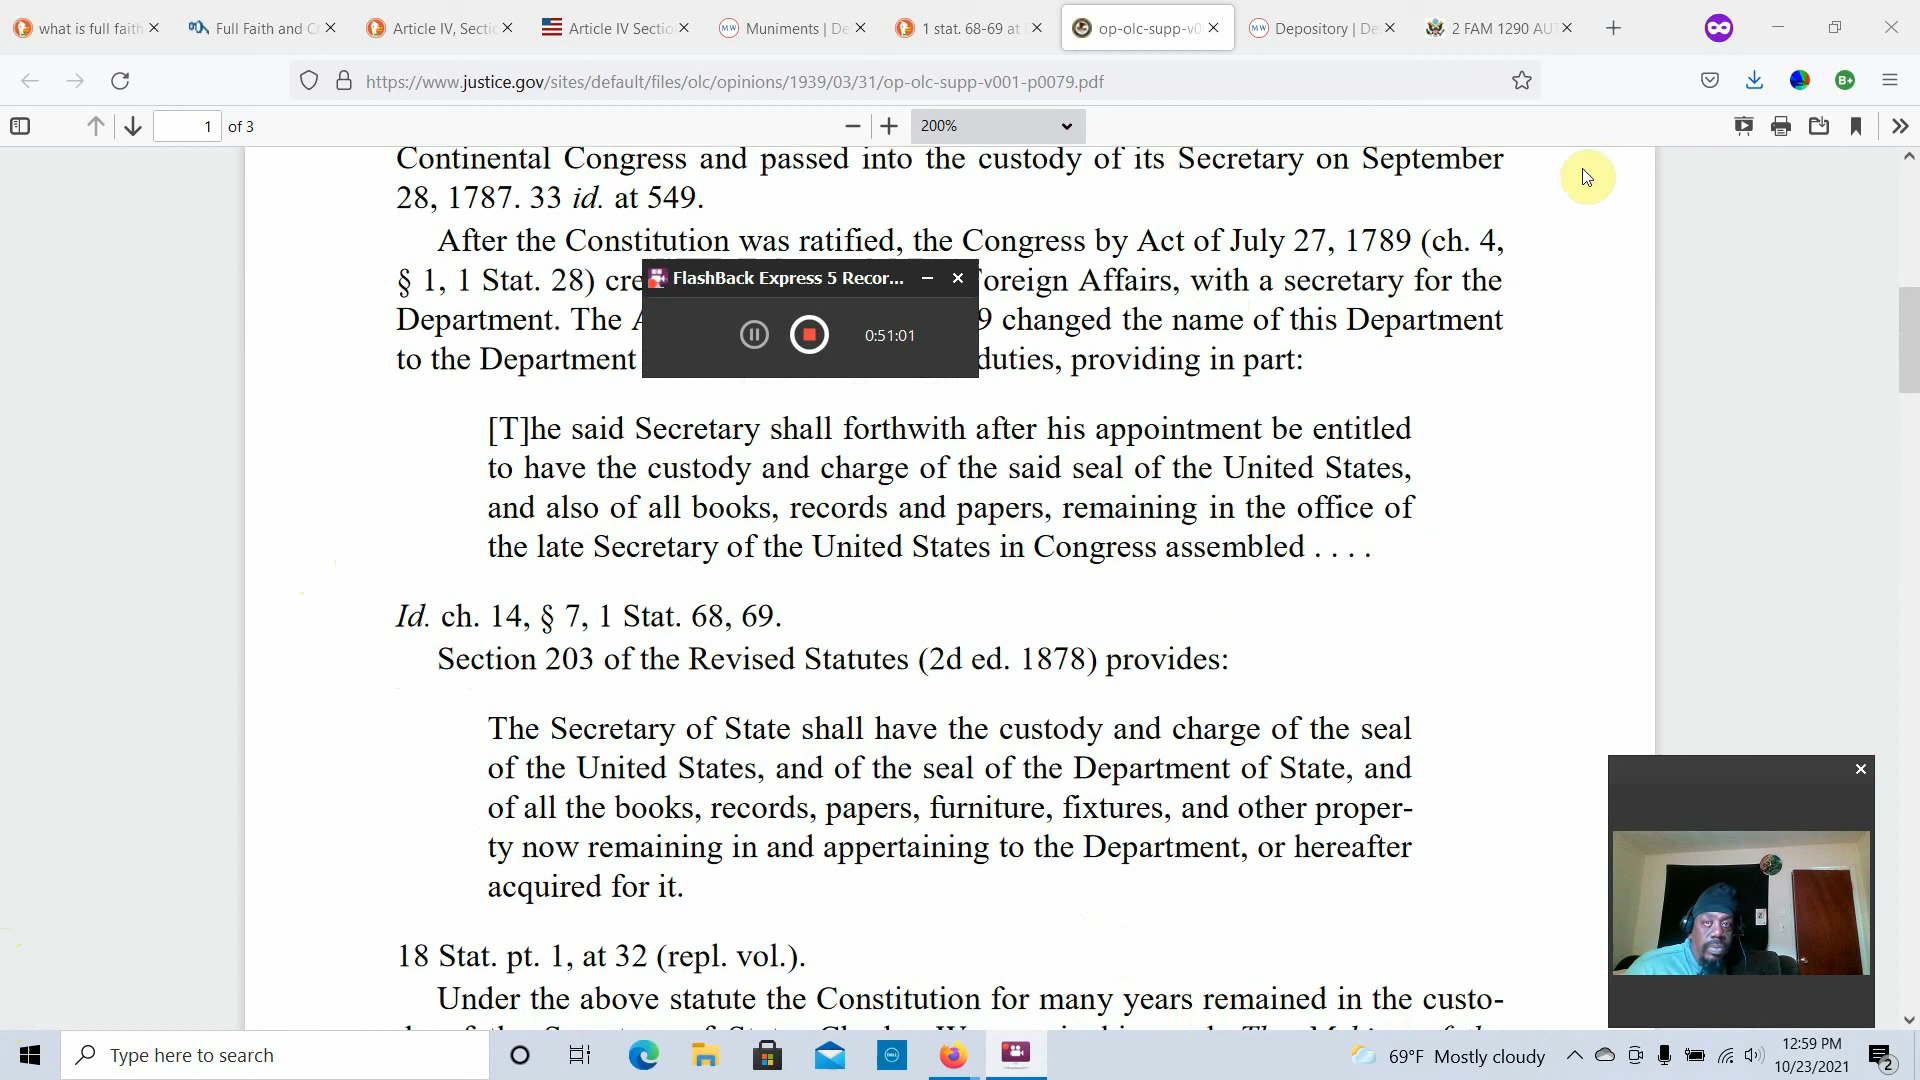 what is full faith
Full Faith and C
Article IV, Sectio
Article IV Sectio
MW Muniments | De
1 stat. 68-69 at
op-olc-supp-v0
MW Depository | De
2 FAM 1290 AUT
https://www.justice.gov/sites/default/files/olc/opinions/1939/03/31/op-olc-supp-v001-p0079.pdf
B+
1 of 3
200%
Continental Congress and passed into the custody of its Secretary on September
28, 1787. 33 id. at 549.
After the Constitution was ratified, the Congress by Act of July 27, 1789 (ch. 4,
§ 1, 1 Stat. 28) cre
oreign Affairs, with a secretary for the
Department. The
9 changed the name of this Department
to the Department
duties, providing in part:
FlashBack Express 5 Recor...
0:51:01
[T]he said Secretary shall forthwith after his appointment be entitled
to have the custody and charge of the said seal of the United States,
and also of all books, records and papers, remaining in the office of
the late Secretary of the United States in Congress assembled . . . .
Id. ch. 14, § 7, 1 Stat. 68, 69.
Section 203 of the Revised Statutes (2d ed. 1878) provides:
The Secretary of State shall have the custody and charge of the seal
of the United States, and of the seal of the Department of State, and
of all the books, records, papers, furniture, fixtures, and other proper-
ty now remaining in and appertaining to the Department, or hereafter
acquired for it.
18 Stat. pt. 1, at 32 (repl. vol.).
Under the above statute the Constitution for many years remained in the custo-
Type here to search
DELL
69°F Mostly cloudy
12:59 PM
10/23/2021
2